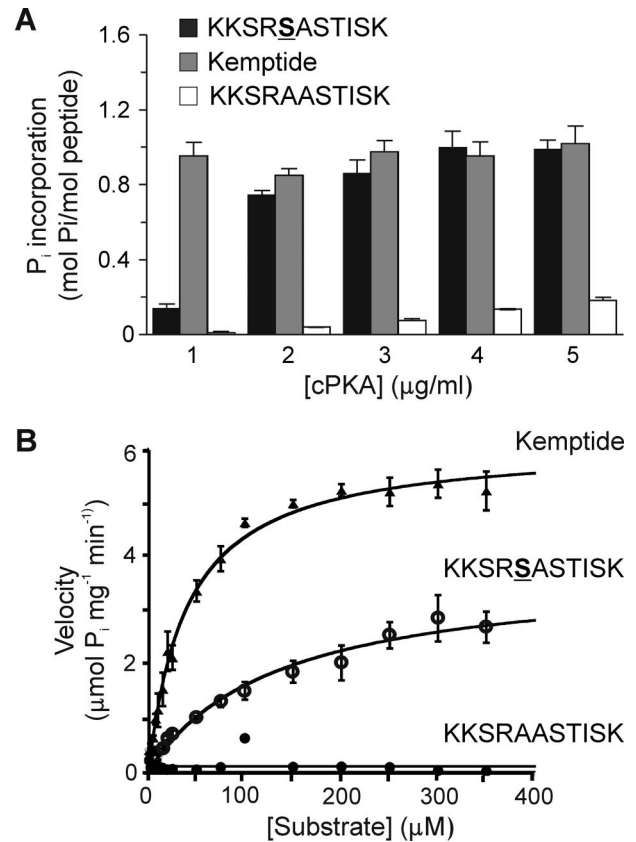 A
KKSRSASTISK
Kemptide
KKSRAASTISK
Pi incorporation
(mol Pi/mol peptide)
1.6
1.2
0.8
0.4
0
1 2 3 4 5
[cPKA] (μg/ml)
B
Kemptide
KKSRSASTISK
KKSRAASTISK
Velocity
(μmol Pi mg-1 min-1)
6
4
2
0
0 100 200 300 400
[Substrate] (μM)